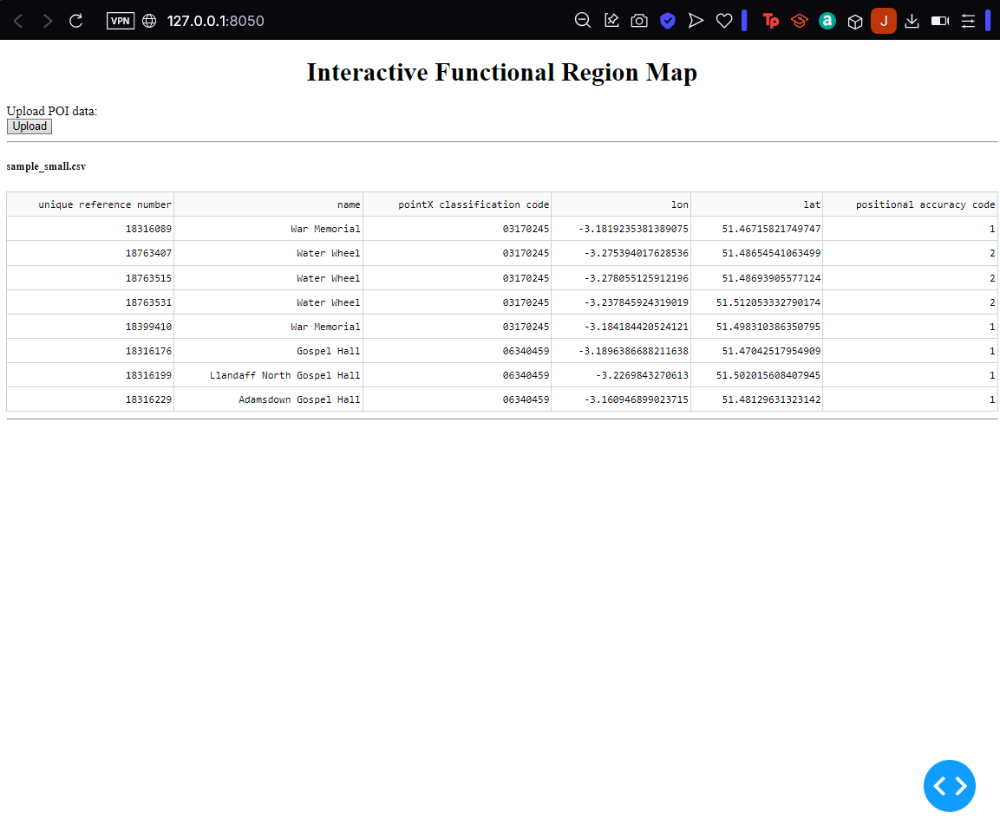 VPN 127.0.0.1:8050 Tp a J
Interactive Functional Region Map
Upload POI data:
Upload
sample_small.csv
unique reference number name pointX classification code lon lat positional accuracy code
18316089 War Memorial 03170245 -3.1819235381389075 51.46715821749747 1
18763407 Water Wheel 03170245 -3.275394017628536 51.48654541063499 2
18763515 Water Wheel 03170245 -3.278055125912196 51.48693905577124 2
18763531 Water Wheel 03170245 -3.237845924319019 51.512053332790174 2
18399410 War Memorial 03170245 -3.184184420524121 51.498310386350795 1
18316176 Gospel Hall 06340459 -3.1896386688211638 51.47042517954909 1
18316199 Llandaff North Gospel Hall 06340459 -3.2269843270613 51.502015608407945 1
18316229 Adamsdown Gospel Hall 06340459 -3.160946899023715 51.48129631323142 1